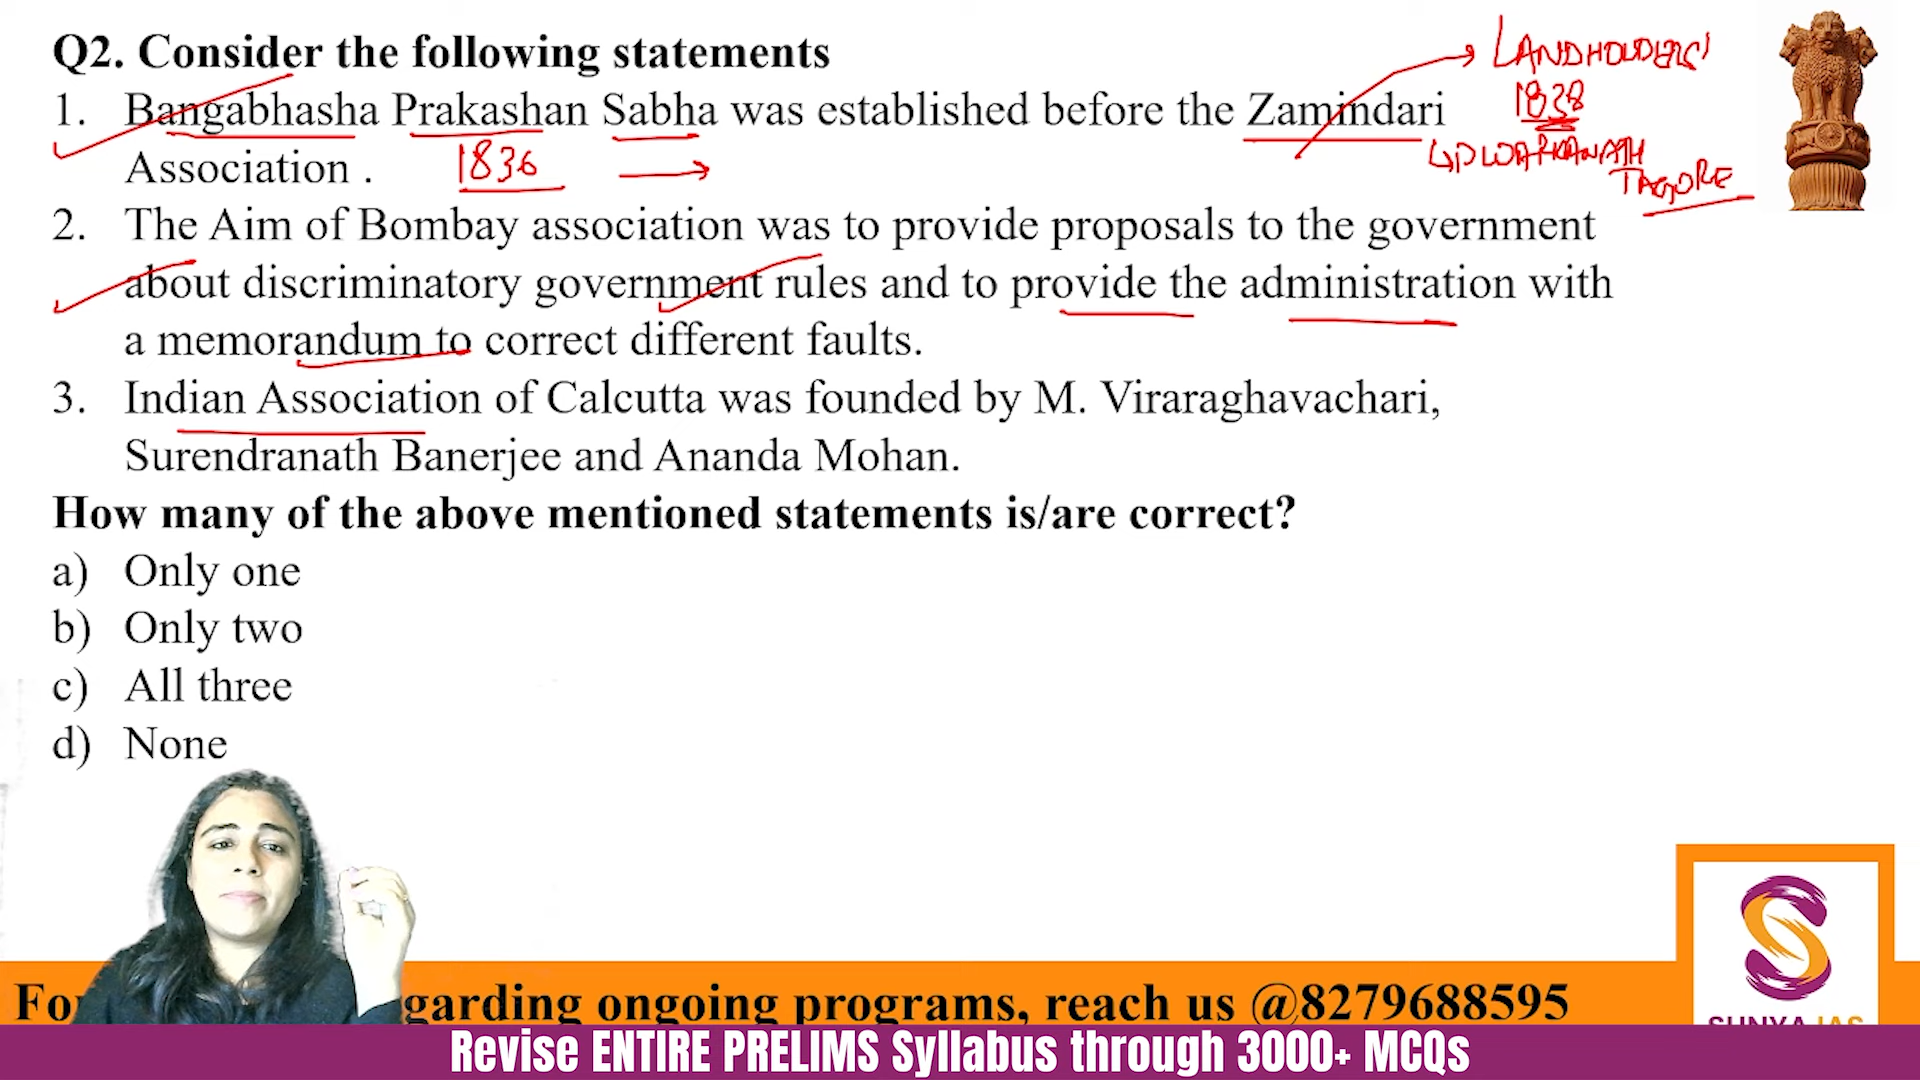 Q2. Consider the following statements
1. Bangabhasha Prakashan Sabha was established before the Zamindari
Association .
1836
LANDHOLDERS'
1838
DWARKANATH
TAGORE
2. The Aim of Bombay association was to provide proposals to the government
about discriminatory government rules and to provide the administration with
a memorandum to correct different faults.
3. Indian Association of Calcutta was founded by M. Viraraghavachari,
Surendranath Banerjee and Ananda Mohan.
How many of the above mentioned statements is/are correct?
a) Only one
b) Only two
c) All three
d) None
garding ongoing programs, reach us @8279688595
SUNYA IAS
Revise ENTIRE PRELIMS Syllabus through 3000+ MCQs